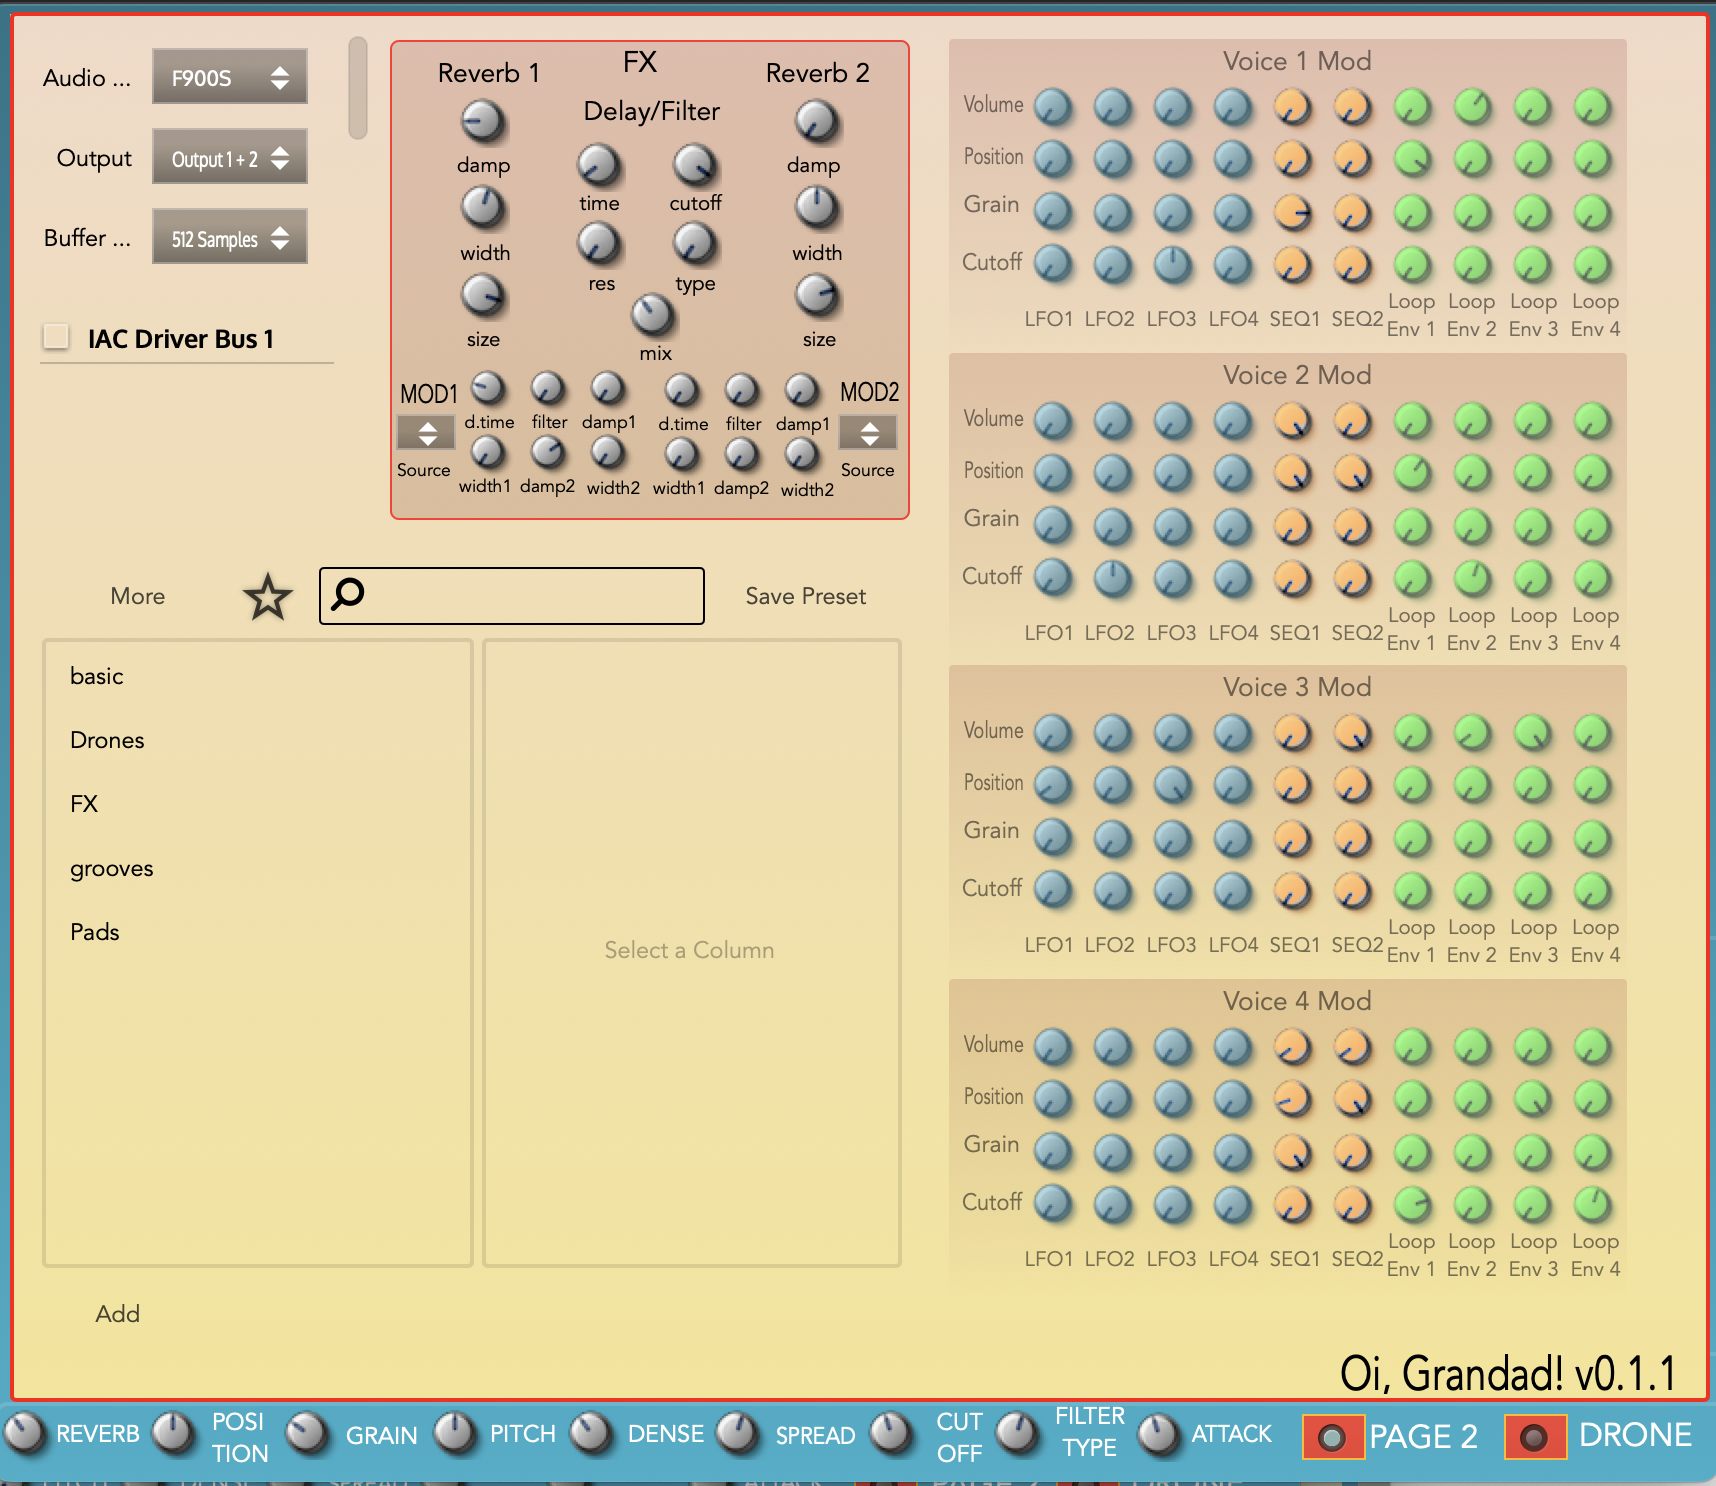 Audio ...
F900S
Output
Output 1 + 2
Buffer ...
512 Samples
IAC Driver Bus 1
FX
Reverb 1
Reverb 2
Delay/Filter
damp
damp
time
cutoff
width
width
res
type
size
size
mix
MOD1
MOD2
d.time filter damp1 d.time filter damp1
Source
Source
width1 damp2 width2 width1 damp2 width2
More
Save Preset
basic
Drones
FX
grooves
Pads
Select a Column
Add
Voice 1 Mod
Volume
Position
Grain
Cutoff
LFO1 LFO2 LFO3 LFO4 SEQ1 SEQ2
Loop Loop Loop Loop
Env 1 Env 2 Env 3 Env 4
Voice 2 Mod
Volume
Position
Grain
Cutoff
LFO1 LFO2 LFO3 LFO4 SEQ1 SEQ2
Loop Loop Loop Loop
Env 1 Env 2 Env 3 Env 4
Voice 3 Mod
Volume
Position
Grain
Cutoff
LFO1 LFO2 LFO3 LFO4 SEQ1 SEQ2
Loop Loop Loop Loop
Env 1 Env 2 Env 3 Env 4
Voice 4 Mod
Volume
Position
Grain
Cutoff
LFO1 LFO2 LFO3 LFO4 SEQ1 SEQ2
Loop Loop Loop Loop
Env 1 Env 2 Env 3 Env 4
Oi, Grandad! v0.1.1
REVERB
POSI
TION
GRAIN
PITCH
DENSE
SPREAD
CUT
OFF
FILTER
TYPE
ATTACK
PAGE 2
DRONE